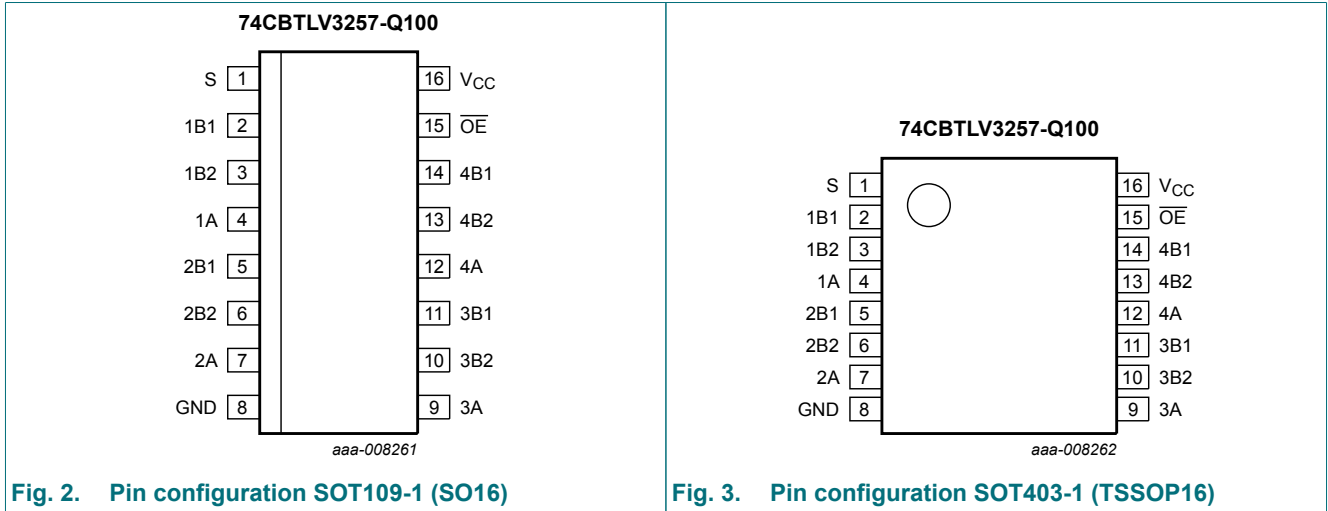 74CBTLV3257-Q100
S 1 16 VCC
1B1 2 15 OE
1B2 3 14 4B1
1A 4 13 4B2
2B1 5 12 4A
2B2 6 11 3B1
2A 7 10 3B2
GND 8 9 3A
aaa-008261
Fig. 2. Pin configuration SOT109-1 (SO16)
74CBTLV3257-Q100
S 1 16 VCC
1B1 2 15 OE
1B2 3 14 4B1
1A 4 13 4B2
2B1 5 12 4A
2B2 6 11 3B1
2A 7 10 3B2
GND 8 9 3A
aaa-008262
Fig. 3. Pin configuration SOT403-1 (TSSOP16)